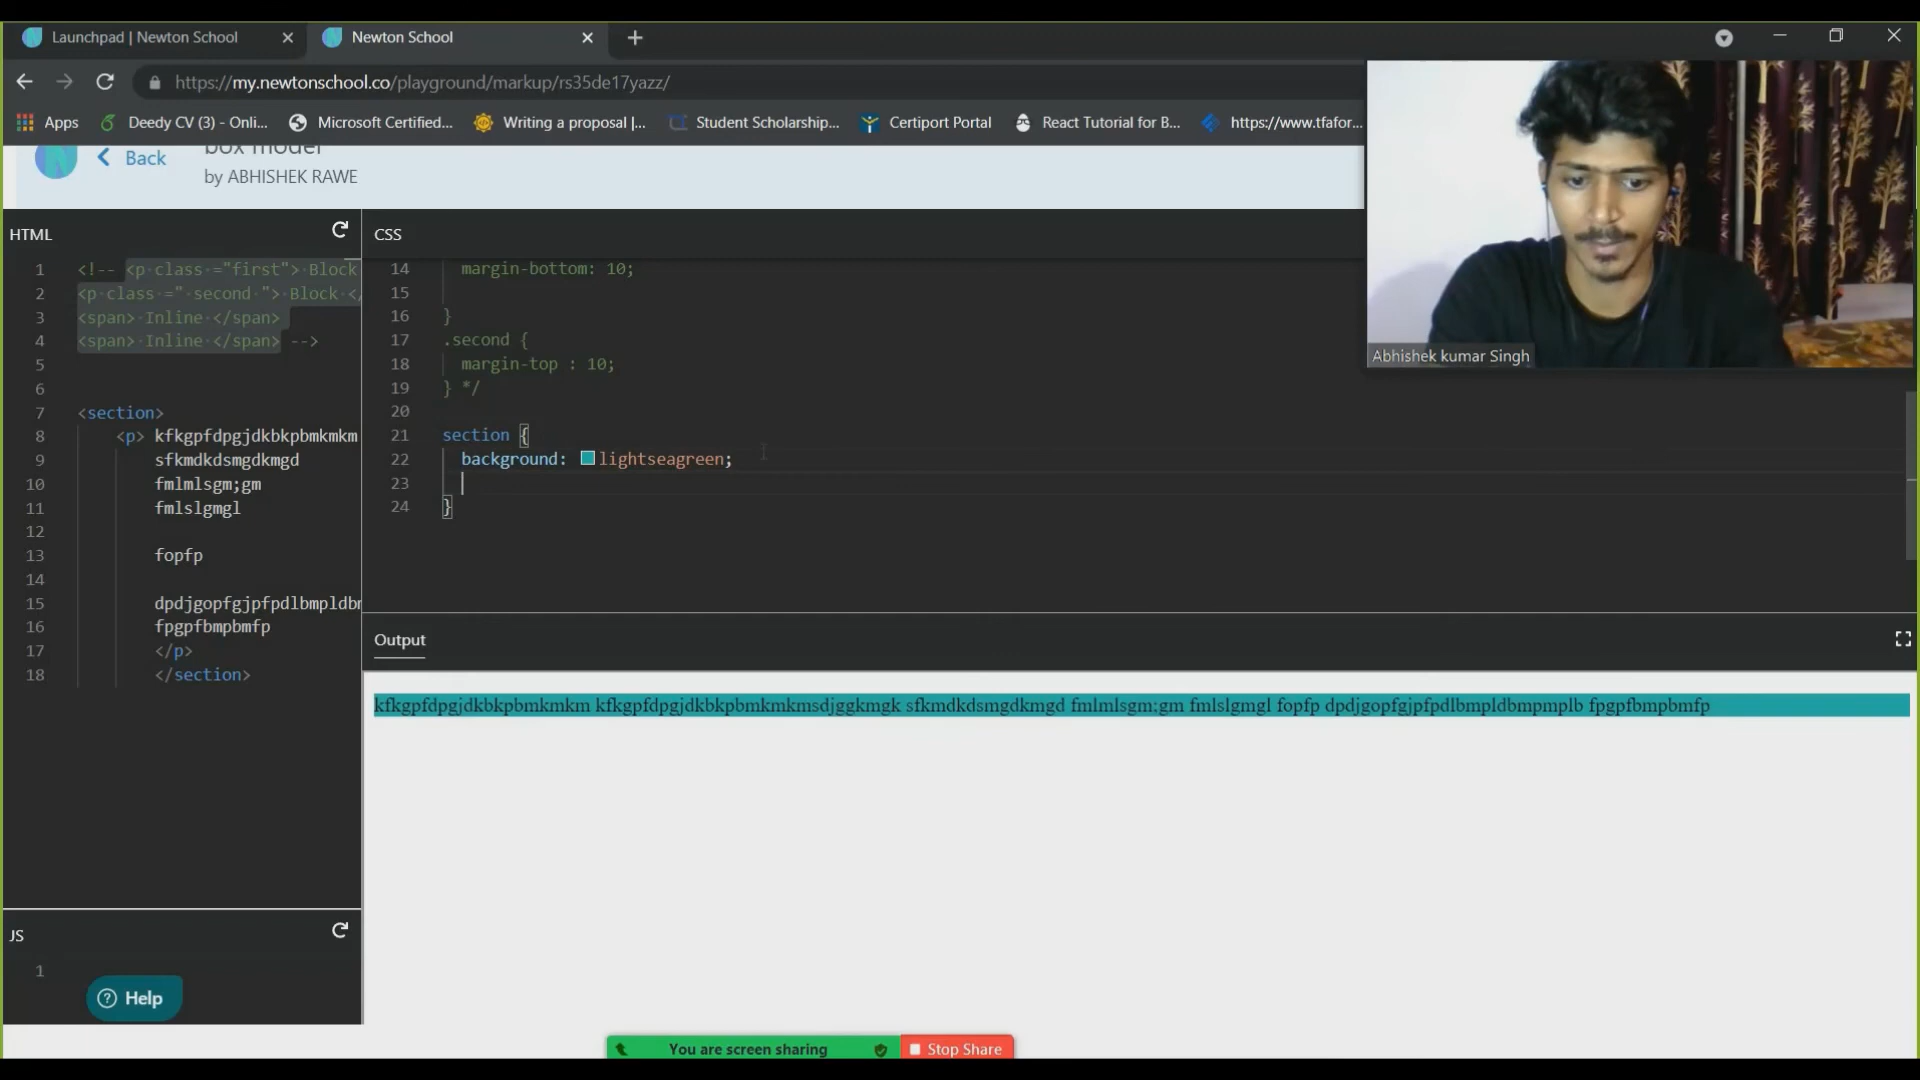 Launchpad | Newton School
Newton School
https://my.newtonschool.co/playground/markup/rs35de17yazz/
Apps
Deedy CV (3) - Onli...
Microsoft Certified...
Writing a proposal |...
Student Scholarship...
Certiport Portal
React Tutorial for B...
https://www.tfafor...
Back
box model
by ABHISHEK RAWE
Abhishek kumar Singh
HTML
1 <!-- <p class ="first"> Block
2 <p class =" second "> Block </
3 <span> Inline </span>
4 <span> Inline </span> -->
5
6
7 <section>
8 <p> kfkgpfdpgjdkbkpbmkmkm
9 sfkmdkdsmgdkmgd
10 fmlmlsgm;gm
11 fmlslgmgl
12
13 fopfp
14
15 dpdjgopfgjpfpdlbmpldbm
16 fpgpfbmpbmfp
17 </p>
18 </section>
CSS
14 margin-bottom: 10;
15
16 }
17 .second {
18 margin-top : 10;
19 } */
20
21 section {
22 background: lightseagreen;
23
24 }
Output
kfkgpfdpgjdkbkpbmkmkm kfkgpfdpgjdkbkpbmkmkmsdjggkmgk sfkmdkdsmgdkmgd fmlmlsgm;gm fmlslgmgl fopfp dpdjgopfgjpfpdlbmpldbmpmplb fpgpfbmpbmfp
JS
1
Help
You are screen sharing
Stop Share